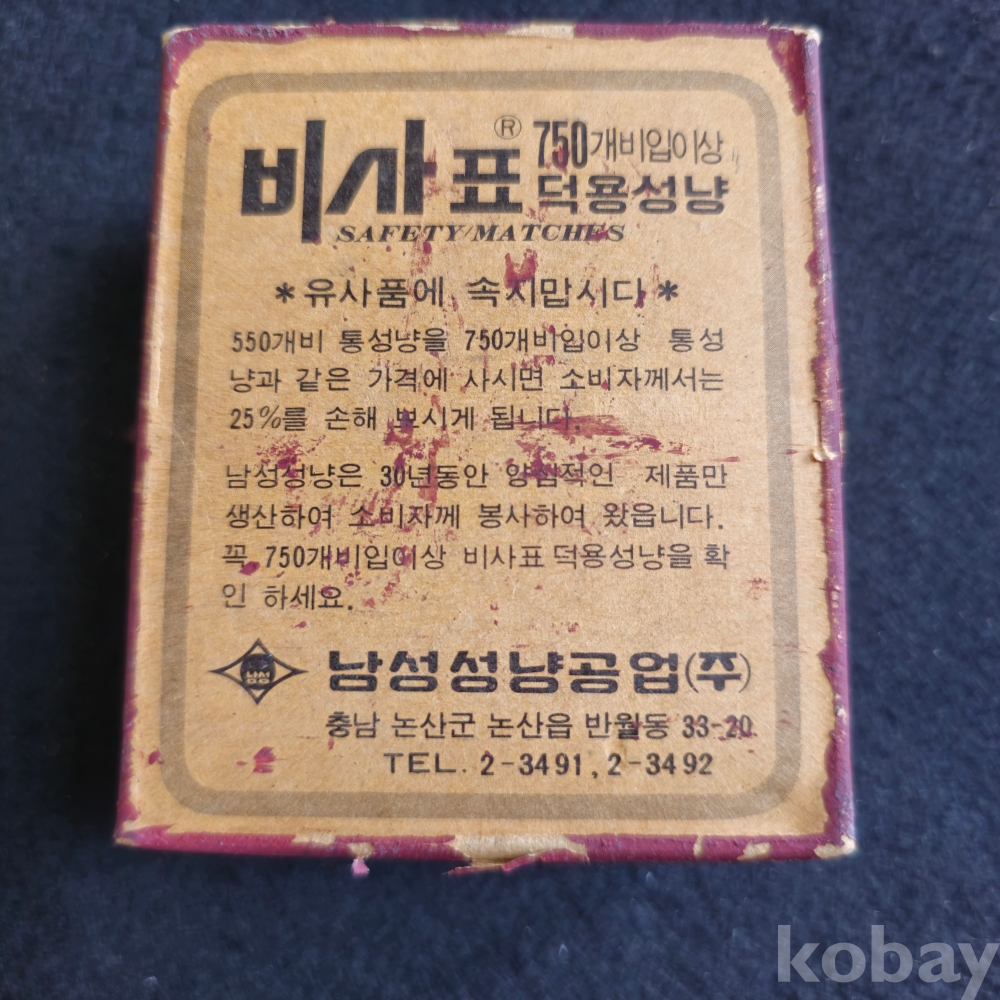 비사표® 750개비입이상
덕용성냥
SAFETY/MATCHES
*유사품에 속지맙시다*
550개비 통성냥을 750개비입이상 통성
냥과 같은 가격에 사시면 소비자께서는
25%를 손해 보시게 됩니다.
남성성냥은 30년동안 양심적인 제품만
생산하여 소비자께 봉사하여 왔읍니다.
꼭 750개비입이상 비사표 덕용성냥을 확
인 하세요.
남성
남성성냥공업(주)
충남 논산군 논산읍 반월동 33-20
TEL. 2-3491, 2-3492
kobay